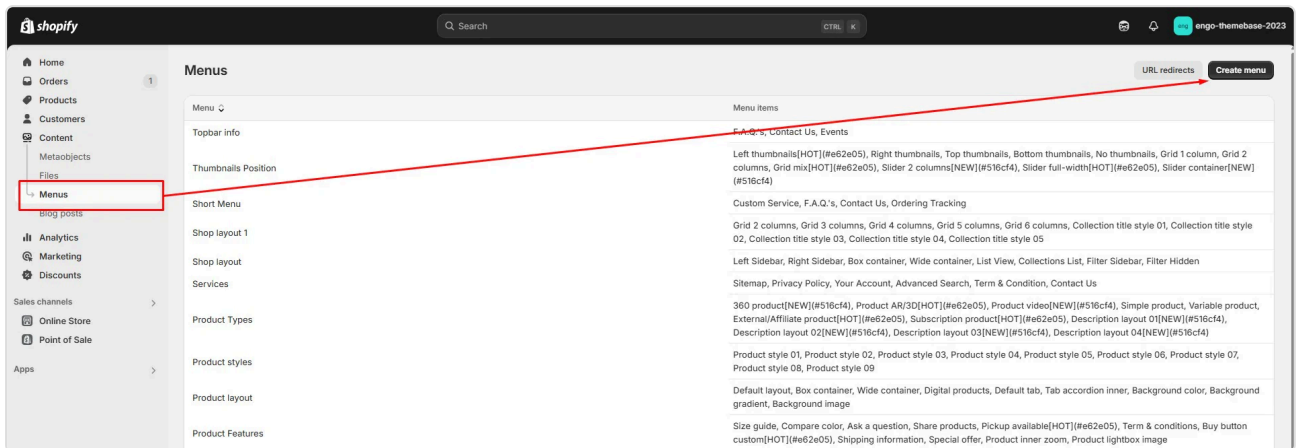 shopify
Search
CTRL K
eng
engo-themebase-2023
Home
Orders
1
Products
Customers
Content
Metaobjects
Files
Menus
Blog posts
Analytics
Marketing
Discounts
Sales channels
Online Store
Point of Sale
Apps
Menus
URL redirects
Create menu
Menu
Menu items
Topbar info
F.A.Q.'s, Contact Us, Events
Thumbnails Position
Left thumbnails[HOT](#e62e05), Right thumbnails, Top thumbnails, Bottom thumbnails, No thumbnails, Grid 1 column, Grid 2
columns, Grid mix[HOT](#e62e05), Slider 2 columns[NEW](#516cf4), Slider full-width[HOT](#e62e05), Slider container[NEW]
(#516cf4)
Short Menu
Custom Service, F.A.Q.'s, Contact Us, Ordering Tracking
Shop layout 1
Grid 2 columns, Grid 3 columns, Grid 4 columns, Grid 5 columns, Grid 6 columns, Collection title style 01, Collection title style
02, Collection title style 03, Collection title style 04, Collection title style 05
Shop layout
Left Sidebar, Right Sidebar, Box container, Wide container, List View, Collections List, Filter Sidebar, Filter Hidden
Services
Sitemap, Privacy Policy, Your Account, Advanced Search, Term & Condition, Contact Us
Product Types
360 product[NEW](#516cf4), Product AR/3D[HOT](#e62e05), Product video[NEW](#516cf4), Simple product, Variable product,
External/Affiliate product[HOT](#e62e05), Subscription product[HOT](#e62e05), Description layout 01[NEW](#516cf4),
Description layout 02[NEW](#516cf4), Description layout 03[NEW](#516cf4), Description layout 04[NEW](#516cf4)
Product styles
Product style 01, Product style 02, Product style 03, Product style 04, Product style 05, Product style 06, Product style 07,
Product style 08, Product style 09
Product layout
Default layout, Box container, Wide container, Digital products, Default tab, Tab accordion inner, Background color, Background
gradient, Background image
Product Features
Size guide, Compare color, Ask a question, Share products, Pickup available[HOT](#e62e05), Term & conditions, Buy button
custom[HOT](#e62e05), Shipping information, Special offer, Product inner zoom, Product lightbox image